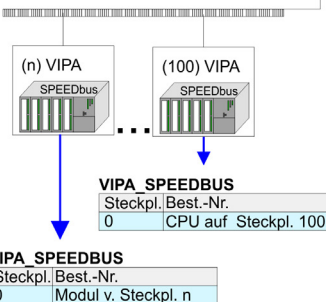 (n) VIPA
SPEEDbus
(100) VIPA
SPEEDbus
...
VIPA_SPEEDBUS
Steckpl. Best.-Nr.
0 CPU auf Steckpl. 100
IPA_SPEEDBUS
Steckpl. Best.-Nr.
0 Modul v. Steckpl. n